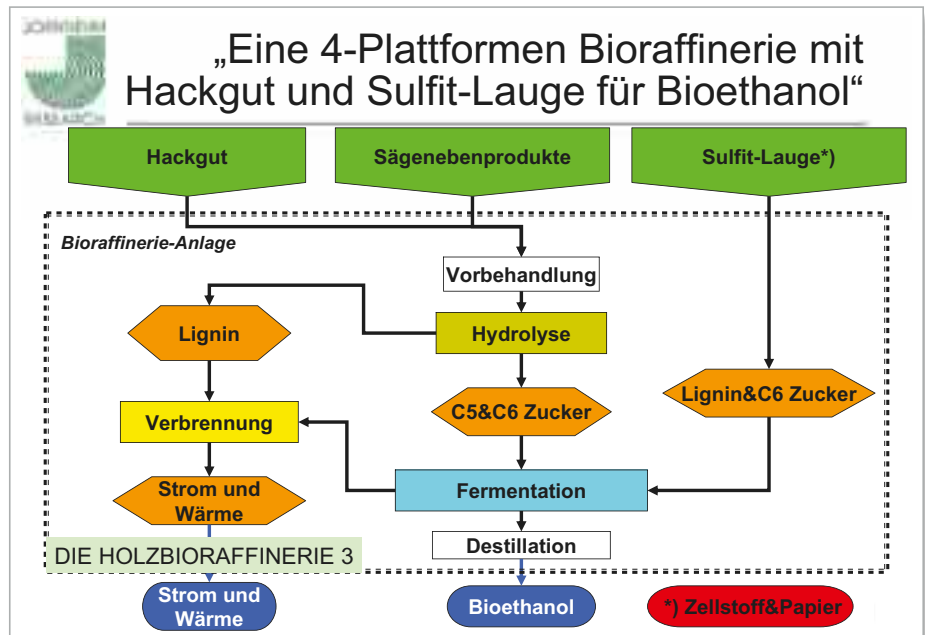 „Eine 4-Plattformen Bioraffinerie mit
Hackgut und Sulfit-Lauge für Bioethanol“
Hackgut
Sägenebenprodukte
Sulfit-Lauge*)
Bioraffinerie-Anlage
Vorbehandlung
Lignin
Hydrolyse
C5&C6 Zucker
Lignin&C6 Zucker
Verbrennung
Strom und
Wärme
Fermentation
Destillation
DIE HOLZBIORAFFINERIE 3
Strom und
Wärme
Bioethanol
*) Zellstoff&Papier